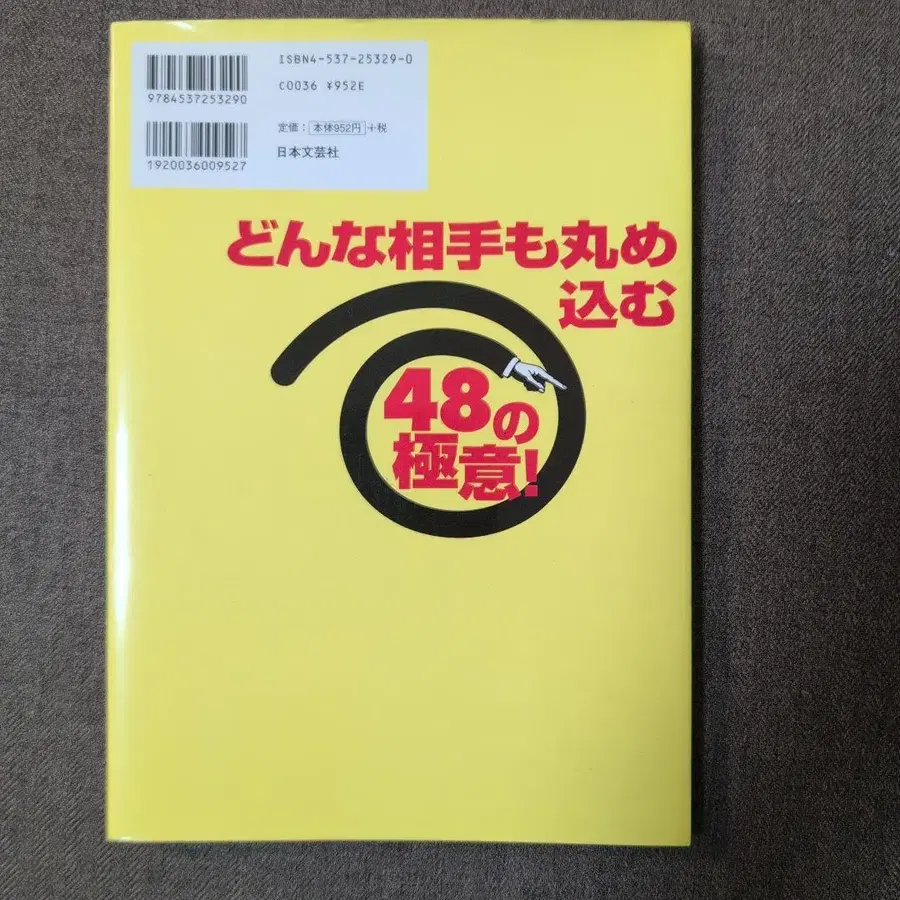 ISBN4-537-25329-0
C0036 ¥952E
9784537253290
定価：本体952円+税
1920036009527
日本文芸社
どんな相手も丸め
込む
48の
極意!